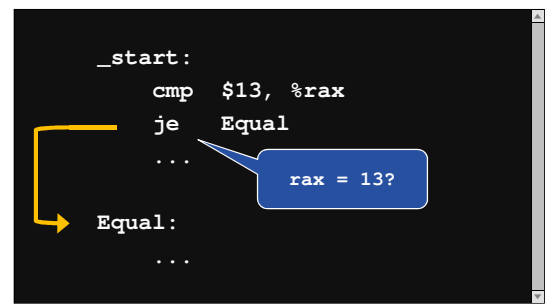 _start:
cmp $13, %rax
je Equal
...
rax = 13?
Equal:
...